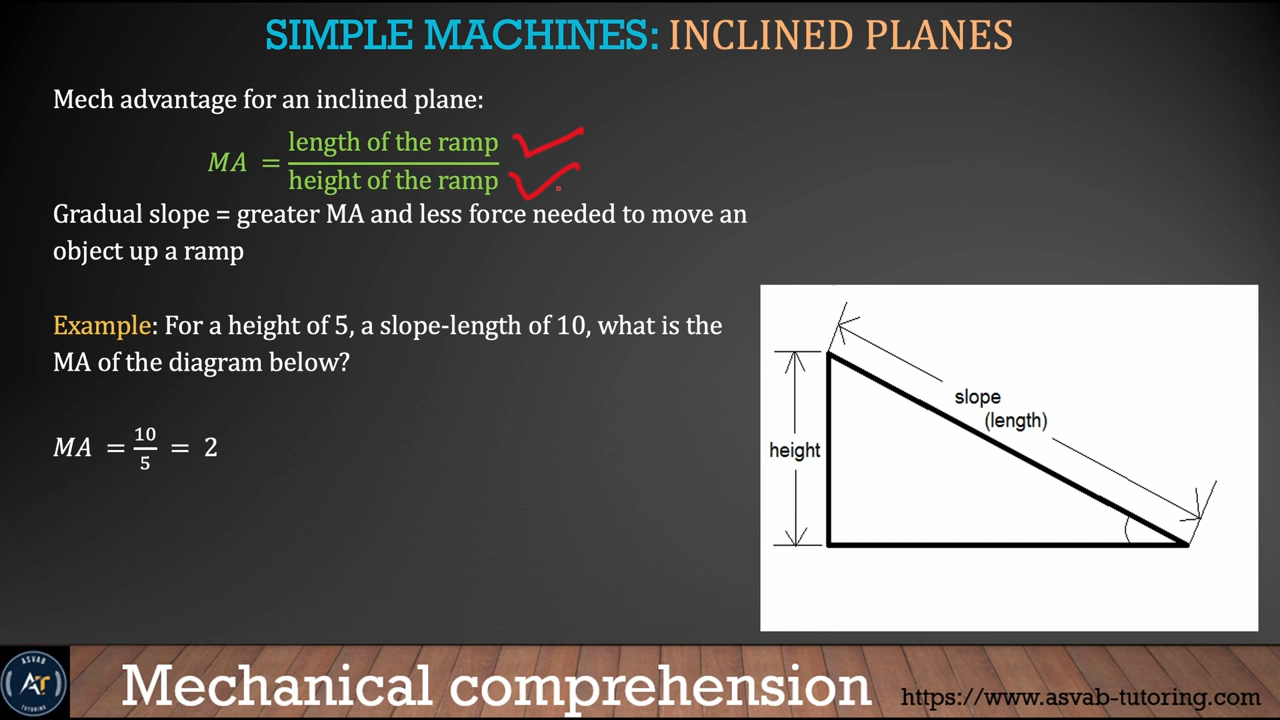 SIMPLE MACHINES: INCLINED PLANES
Mech advantage for an inclined plane:
MA = length of the ramp
height of the ramp
Gradual slope = greater MA and less force needed to move an
object up a ramp
Example: For a height of 5, a slope-length of 10, what is the
MA of the diagram below?
MA = 10/5 = 2
slope
(length)
height
ASVAB
AT
TUTORING
Mechanical comprehension
https://www.asvab-tutoring.com